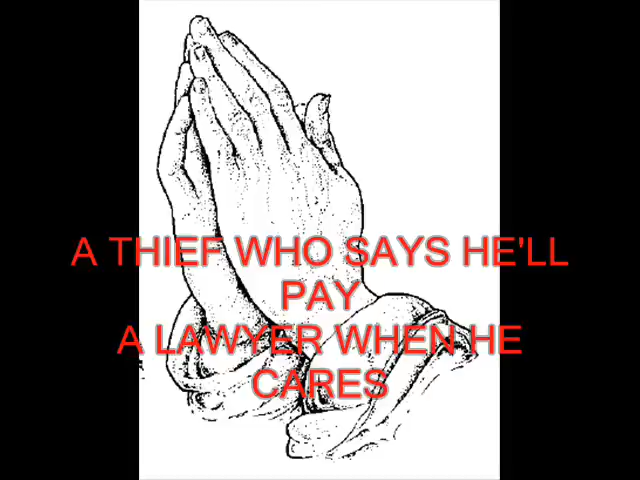 A THIEF WHO SAYS HE'LL
PAY
A LAWYER WHEN HE
CARES